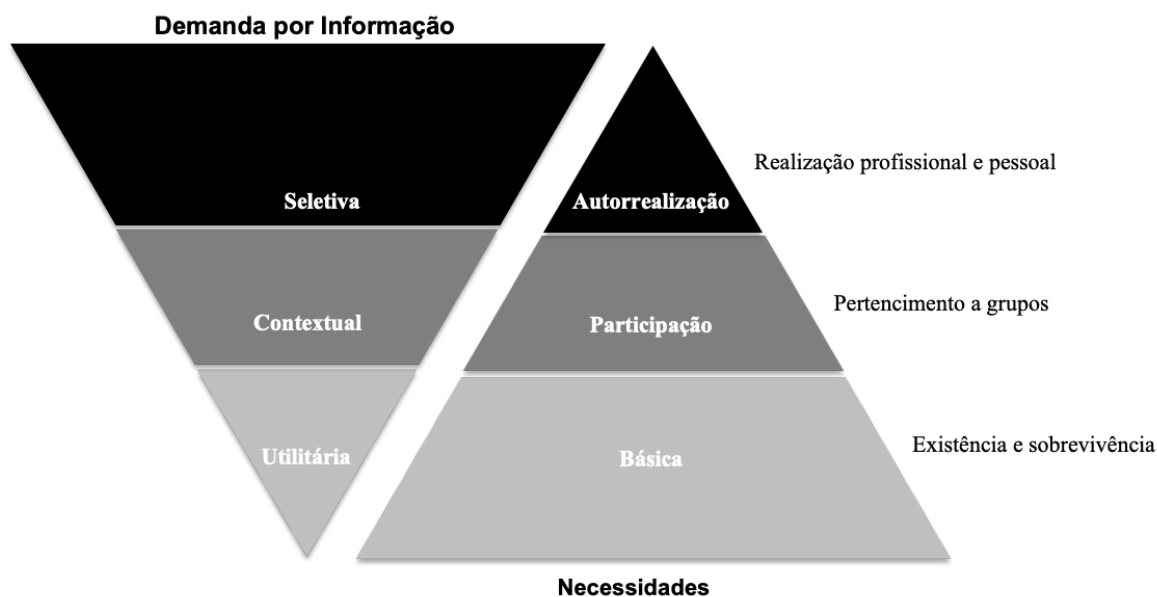 Demanda por Informação
Realização profissional e pessoal
Seletiva
Autorrealização
Pertencimento a grupos
Contextual
Participação
Existência e sobrevivência
Utilitária
Básica
Necessidades